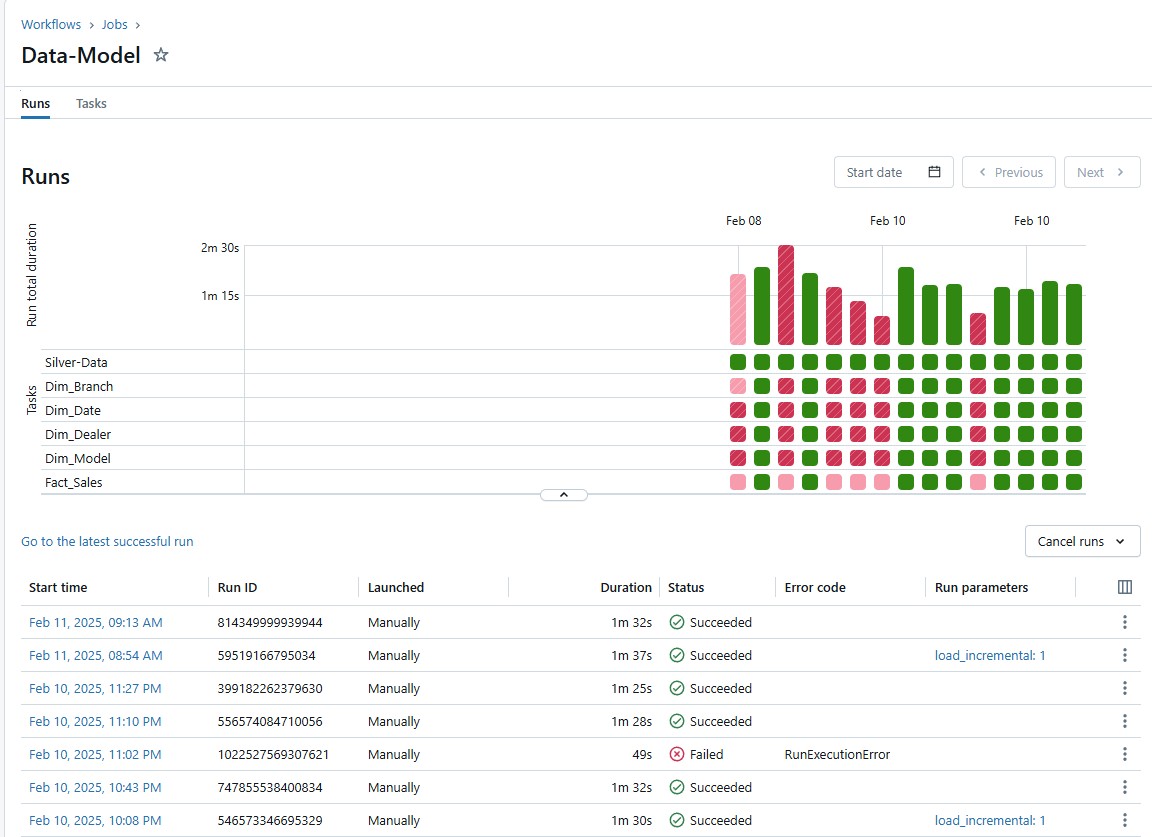 Workflows > Jobs >
Data-Model
Runs Tasks
Runs
Start date Previous Next
Feb 08 Feb 10 Feb 10
Run total duration
2m 30s
1m 15s
Tasks
Silver-Data
Dim_Branch
Dim_Date
Dim_Dealer
Dim_Model
Fact_Sales
Go to the latest successful run
Cancel runs
Start time Run ID Launched Duration Status Error code Run parameters
Feb 11, 2025, 09:13 AM 814349999939944 Manually 1m 32s Succeeded
Feb 11, 2025, 08:54 AM 59519166795034 Manually 1m 37s Succeeded load_incremental: 1
Feb 10, 2025, 11:27 PM 399182262379630 Manually 1m 25s Succeeded
Feb 10, 2025, 11:10 PM 556574084710056 Manually 1m 28s Succeeded
Feb 10, 2025, 11:02 PM 1022527569307621 Manually 49s Failed RunExecutionError
Feb 10, 2025, 10:43 PM 747855538400834 Manually 1m 32s Succeeded
Feb 10, 2025, 10:08 PM 546573346695329 Manually 1m 30s Succeeded load_incremental: 1